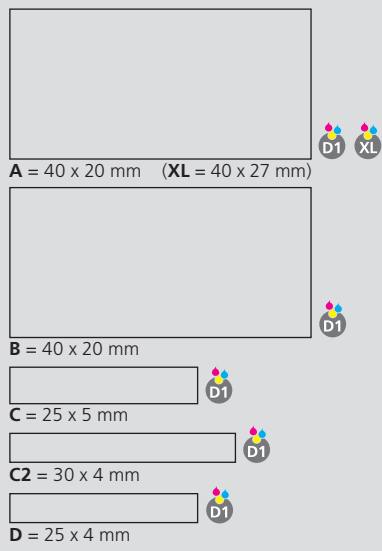 D1 XL
A = 40 x 20 mm (XL = 40 x 27 mm)
D1
B = 40 x 20 mm
D1
C = 25 x 5 mm
D1
C2 = 30 x 4 mm
D1
D = 25 x 4 mm